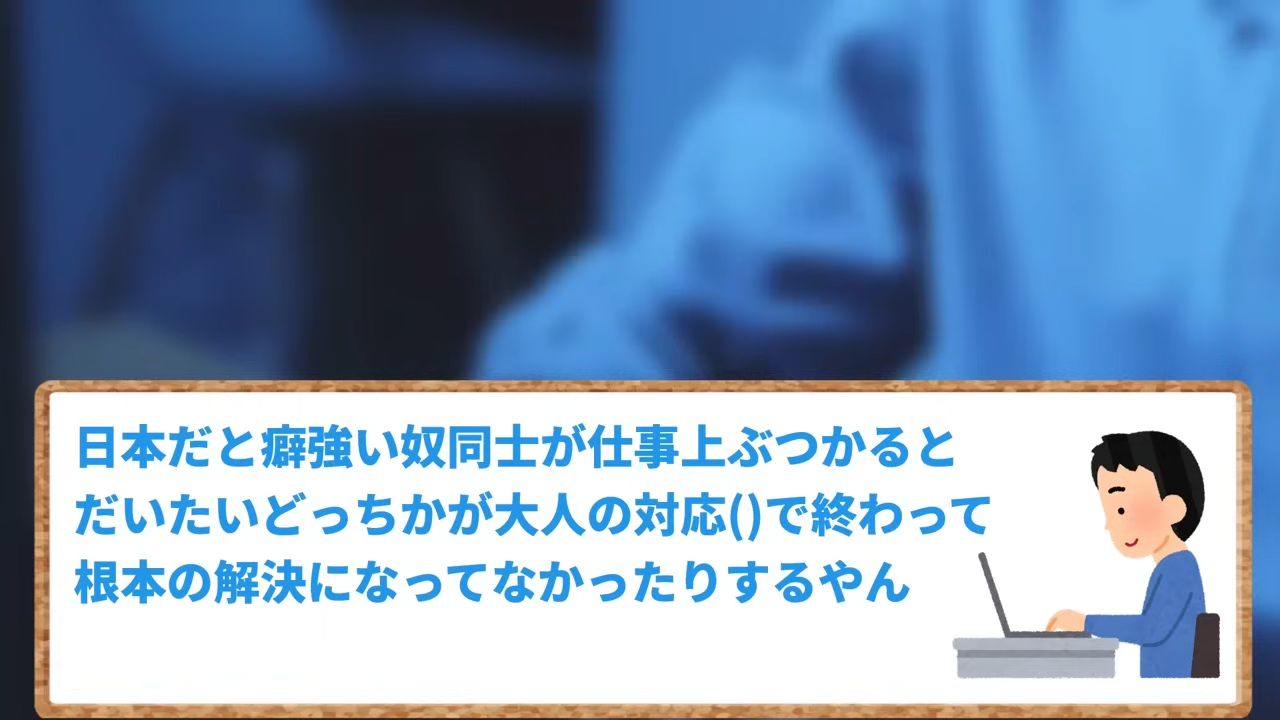 日本だと癖強い奴同士が仕事上ぶつかると
だいたいどっちかが大人の対応()で終わって
根本の解決になってなかったりするやん